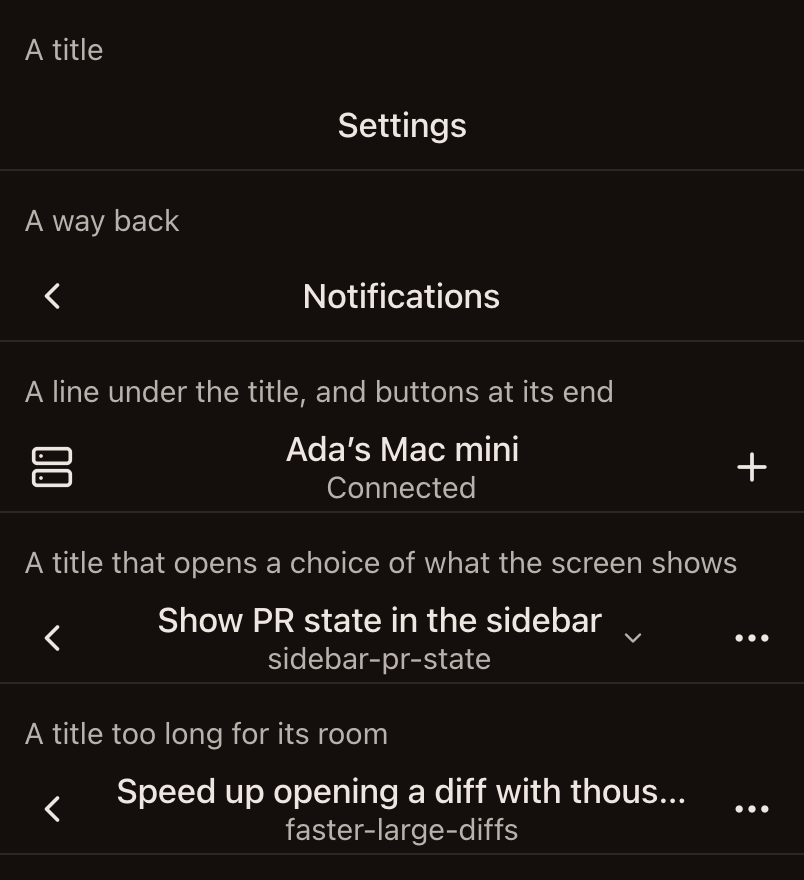 A title
Settings
A way back
Notifications
A line under the title, and buttons at its end
Ada’s Mac mini
Connected
A title that opens a choice of what the screen shows
Show PR state in the sidebar
sidebar-pr-state
A title too long for its room
Speed up opening a diff with thous…
faster-large-diffs